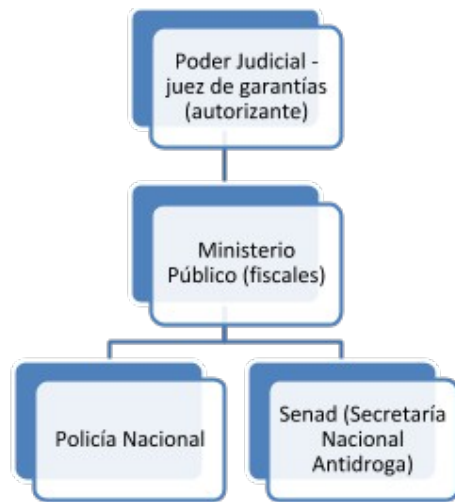 Poder Judicial -
juez de garantías
(autorizante)
Ministerio
Público (fiscales)
Policía Nacional
Senad (Secretaría
Nacional
Antidroga)